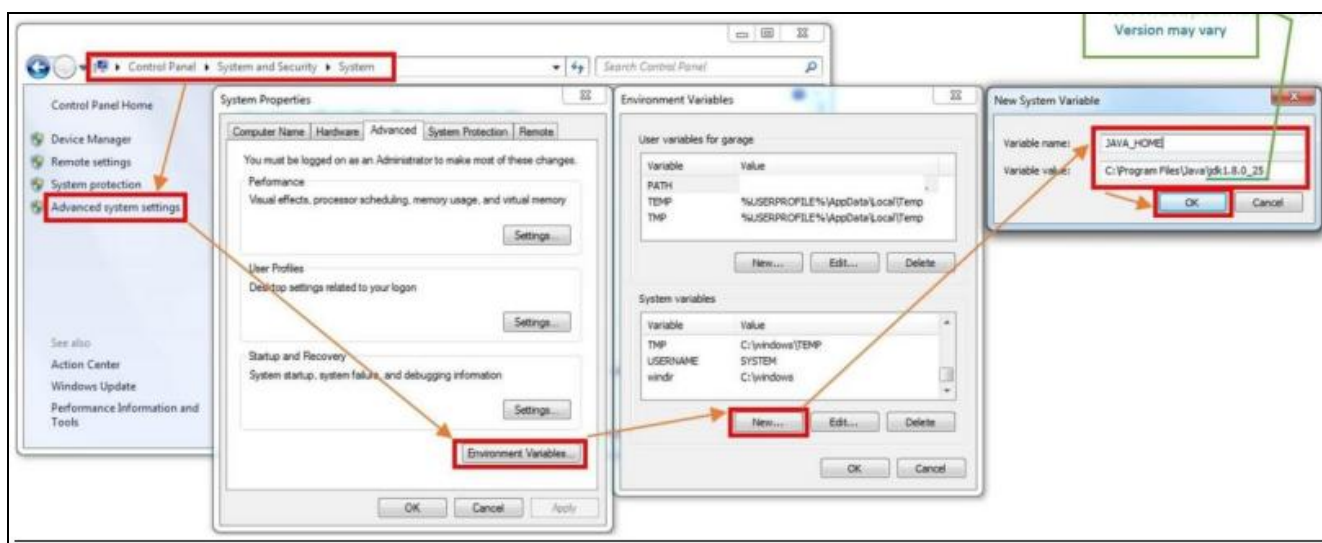 Version may vary
Control Panel ▸ System and Security ▸ System
Search Control Panel
Control Panel Home
Device Manager
Remote settings
System protection
Advanced system settings
See also
Action Center
Windows Update
Performance Information and
Tools
System Properties
Computer Name Hardware Advanced System Protection Remote
You must be logged on as an Administrator to make most of these changes.
Performance
Visual effects, processor scheduling, memory usage, and virtual memory
Settings...
User Profiles
Desktop settings related to your logon
Settings...
Startup and Recovery
System startup, system failure, and debugging information
Settings...
Environment Variables...
OK Cancel Apply
Environment Variables
User variables for garage
Variable Value
PATH
TEMP %USERPROFILE%\AppData\Local\Temp
TMP %USERPROFILE%\AppData\Local\Temp
New... Edit... Delete
System variables
Variable Value
TMP C:\windows\TEMP
USERNAME SYSTEM
windir C:\windows
New... Edit... Delete
OK Cancel
New System Variable
Variable name: JAVA_HOME
Variable value: C:\Program Files\Java\jdk1.8.0_25
OK Cancel